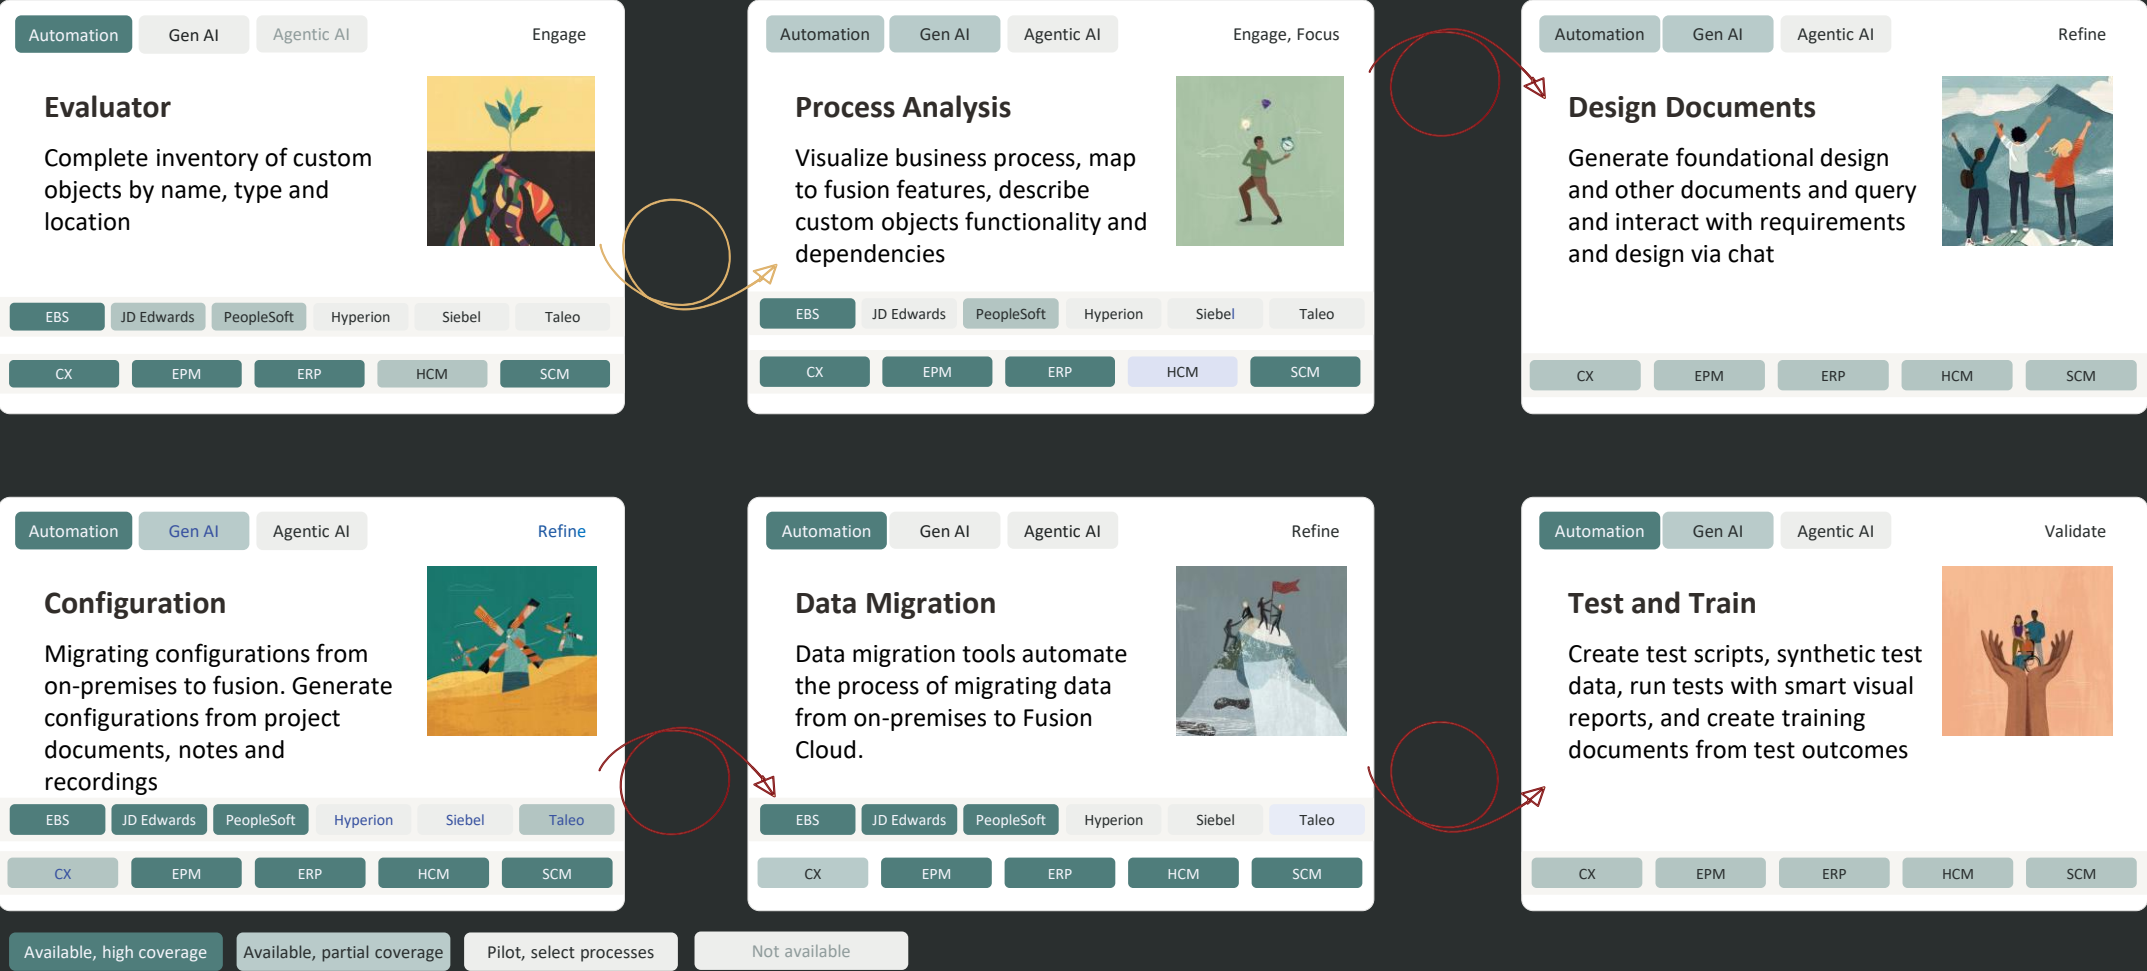 Automation
Gen AI
Agentic AI
Engage
Evaluator
Complete inventory of custom
objects by name, type and
location
EBS
JD Edwards
PeopleSoft
Hyperion
Siebel
Taleo
CX
EPM
ERP
HCM
SCM
Automation
Gen AI
Agentic AI
Engage, Focus
Process Analysis
Visualize business process, map
to fusion features, describe
custom objects functionality and
dependencies
EBS
JD Edwards
PeopleSoft
Hyperion
Siebel
Taleo
CX
EPM
ERP
HCM
SCM
Automation
Gen AI
Agentic AI
Refine
Design Documents
Generate foundational design
and other documents and query
and interact with requirements
and design via chat
CX
EPM
ERP
HCM
SCM
Automation
Gen AI
Agentic AI
Refine
Configuration
Migrating configurations from
on-premises to fusion. Generate
configurations from project
documents, notes and
recordings
EBS
JD Edwards
PeopleSoft
Hyperion
Siebel
Taleo
CX
EPM
ERP
HCM
SCM
Automation
Gen AI
Agentic AI
Refine
Data Migration
Data migration tools automate
the process of migrating data
from on-premises to Fusion
Cloud.
EBS
JD Edwards
PeopleSoft
Hyperion
Siebel
Taleo
CX
EPM
ERP
HCM
SCM
Automation
Gen AI
Agentic AI
Validate
Test and Train
Create test scripts, synthetic test
data, run tests with smart visual
reports, and create training
documents from test outcomes
CX
EPM
ERP
HCM
SCM
Available, high coverage
Available, partial coverage
Pilot, select processes
Not available